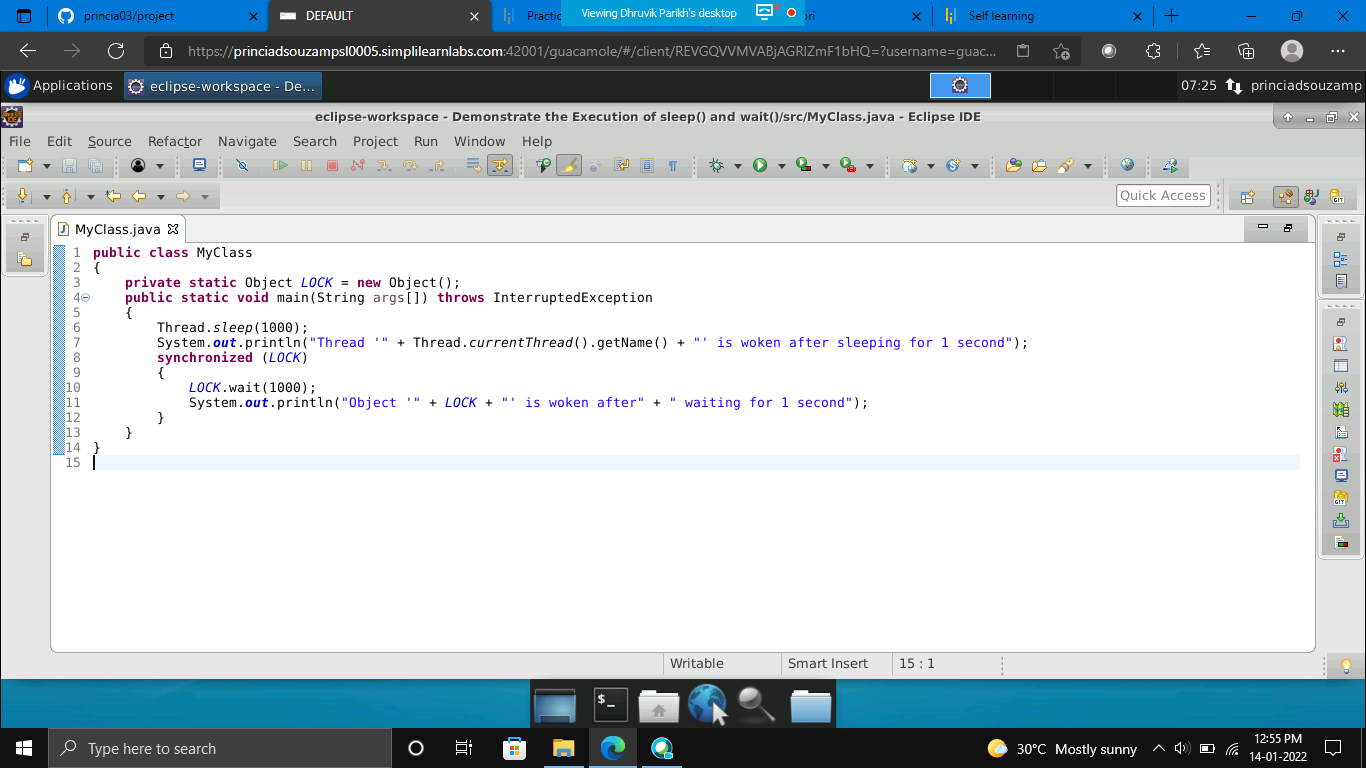 princia03/project
DEFAULT
Practic
Viewing Dhruvik Parikh's desktop
ori
Self learning
https://princiadsouzampsl0005.simplilearnlabs.com:42001/guacamole/#/client/REVGQVVMVABjAGRlZmF1bHQ=?username=guac...
Applications
eclipse-workspace - De...
07:25
princiadsouzamp
eclipse-workspace - Demonstrate the Execution of sleep() and wait()/src/MyClass.java - Eclipse IDE
File Edit Source Refactor Navigate Search Project Run Window Help
Quick Access
MyClass.java
1 public class MyClass
2 {
3     private static Object LOCK = new Object();
4     public static void main(String args[]) throws InterruptedException
5     {
6         Thread.sleep(1000);
7         System.out.println("Thread '" + Thread.currentThread().getName() + "' is woken after sleeping for 1 second");
8         synchronized (LOCK)
9         {
10             LOCK.wait(1000);
11             System.out.println("Object '" + LOCK + "' is woken after" + " waiting for 1 second");
12         }
13     }
14 }
15
Writable
Smart Insert
15 : 1
Type here to search
30°C Mostly sunny
12:55 PM
14-01-2022